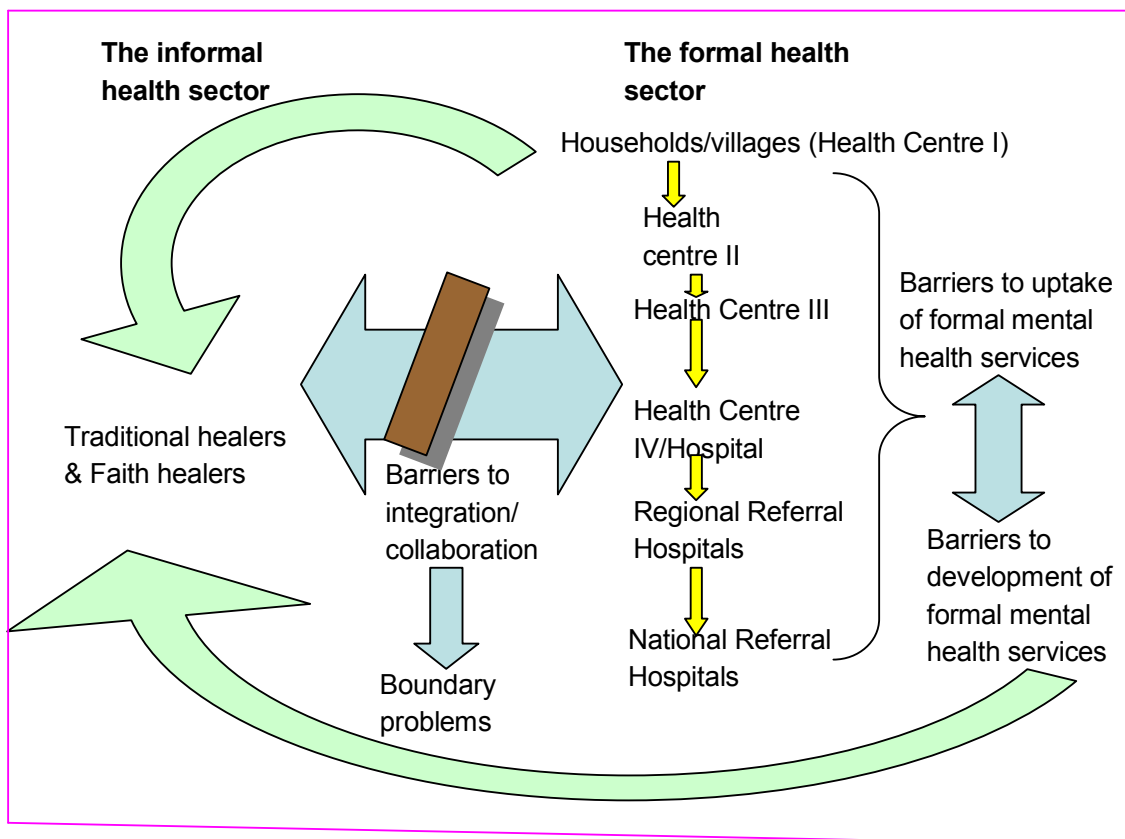 The informal
health sector
The formal health
sector
Households/villages (Health Centre I)
Health
centre II
Health Centre III
Health Centre
IV/Hospital
Regional Referral
Hospitals
National Referral
Hospitals
Traditional healers
& Faith healers
Barriers to
integration/
collaboration
Boundary
problems
Barriers to uptake
of formal mental
health services
Barriers to
development of
formal mental
health services